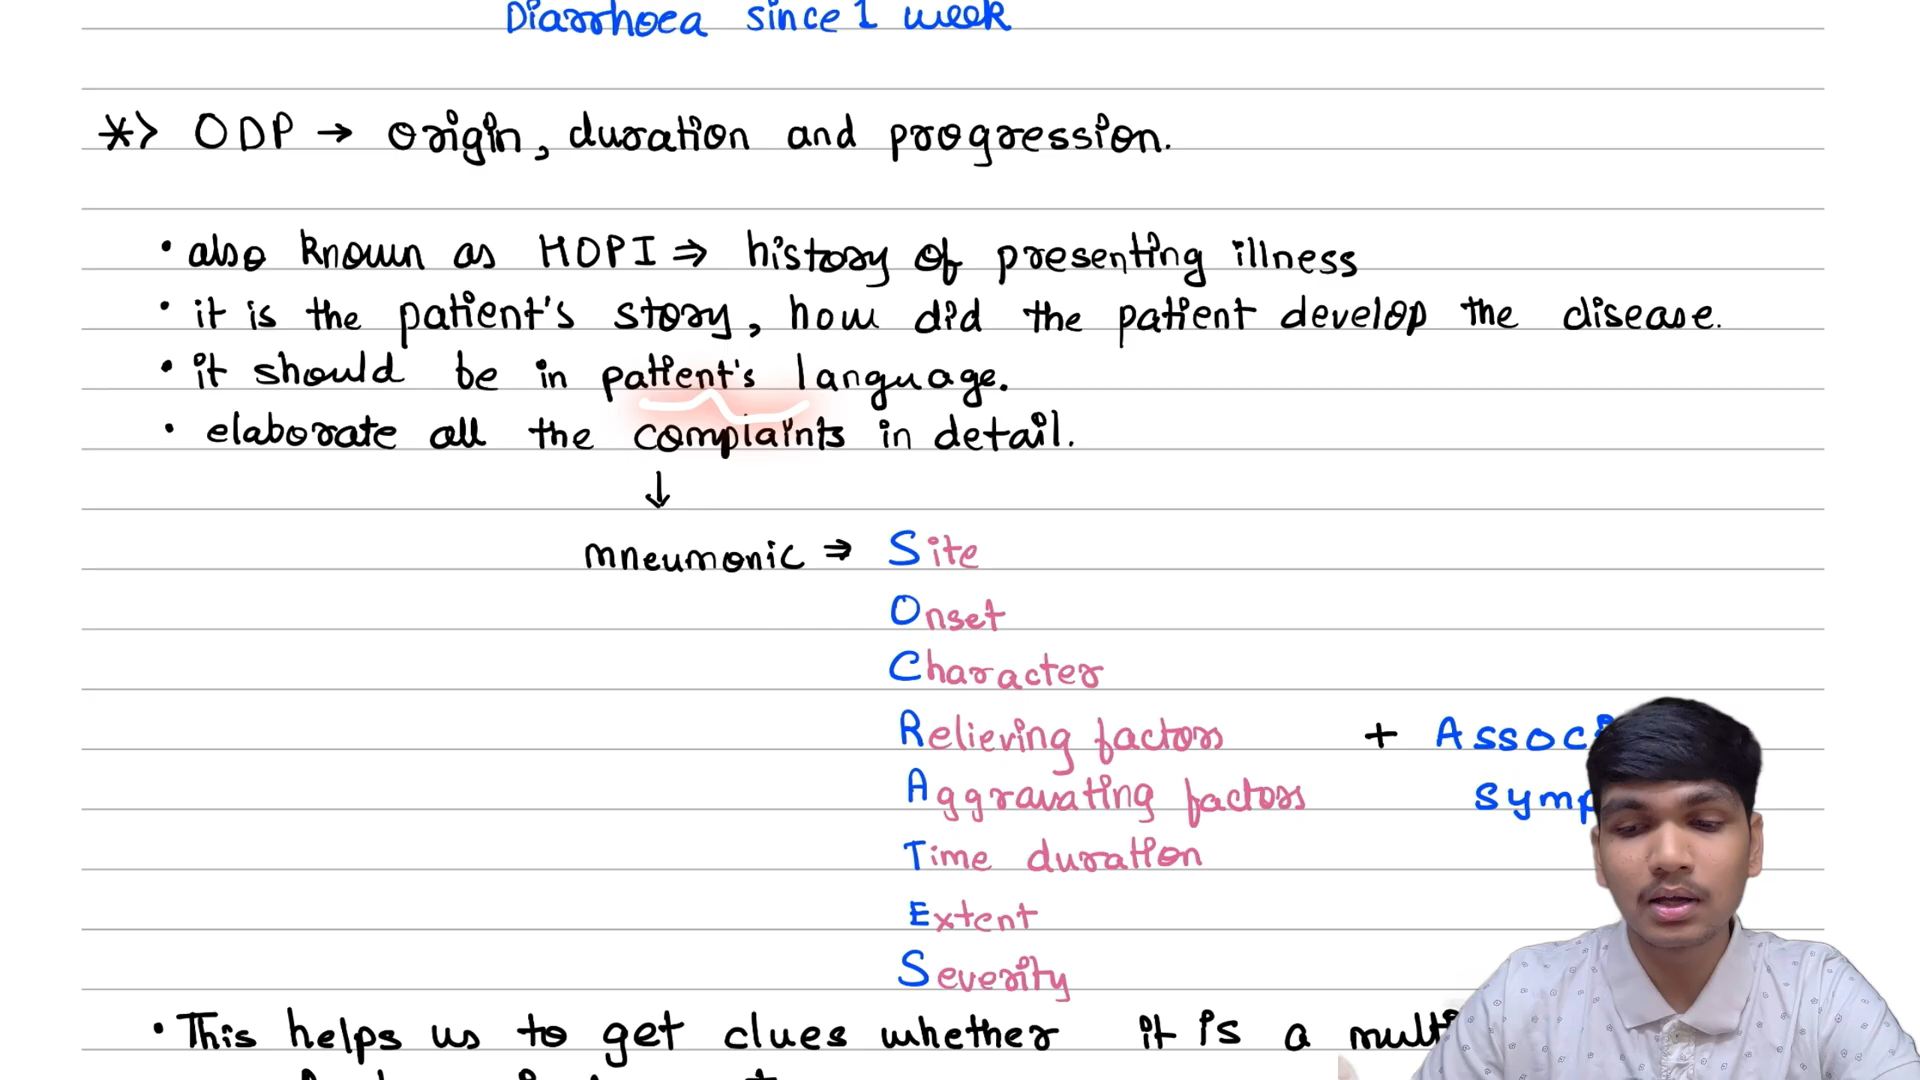 Diarrhoea since 1 week
*> ODP → origin, duration and progression.
• also known as HOPI ⇒ history of presenting illness
• it is the patient's story, how did the patient develop the disease.
• it should be in patient's language.
• elaborate all the complaints in detail.
↓
mneumonic ⇒ Site
Onset
Character
Relieving factors +
Aggravating factors
Time duration
Extent
Severity
• This helps us to get clues whether it is a